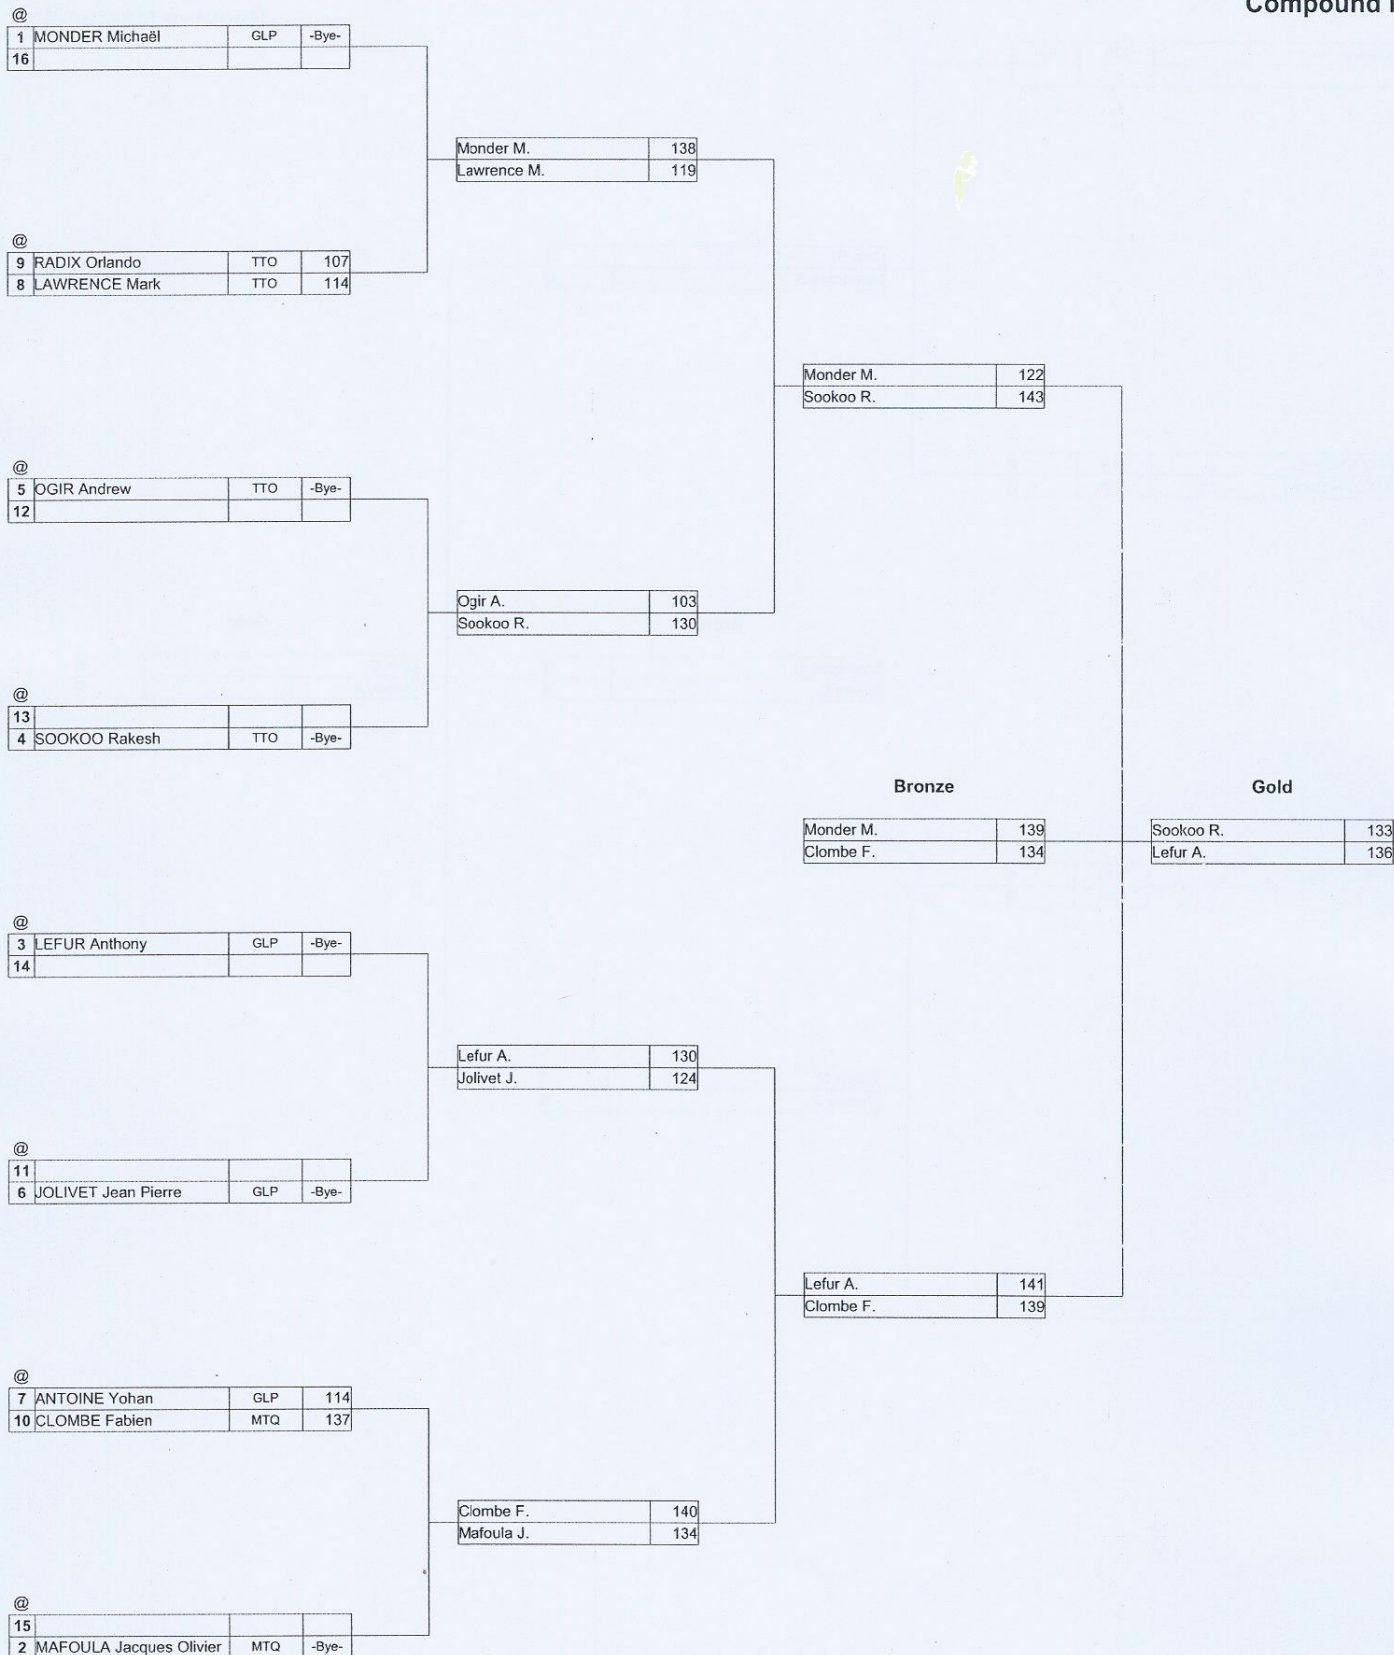 Compound
@
1 MONDER Michaël GLP -Bye-
16
Monder M. 138
Lawrence M. 119
@
9 RADIX Orlando TTO 107
8 LAWRENCE Mark TTO 114
Monder M. 122
Sookoo R. 143
@
5 OGIR Andrew TTO -Bye-
12
Ogir A. 103
Sookoo R. 130
@
13
4 SOOKOO Rakesh TTO -Bye-
Bronze
Monder M. 139
Clombe F. 134
Gold
Sookoo R. 133
Lefur A. 136
@
3 LEFUR Anthony GLP -Bye-
14
Lefur A. 130
Jolivet J. 124
@
11
6 JOLIVET Jean Pierre GLP -Bye-
Lefur A. 141
Clombe F. 139
@
7 ANTOINE Yohan GLP 114
10 CLOMBE Fabien MTQ 137
Clombe F. 140
Mafoula J. 134
@
15
2 MAFOULA Jacques Olivier MTQ -Bye-